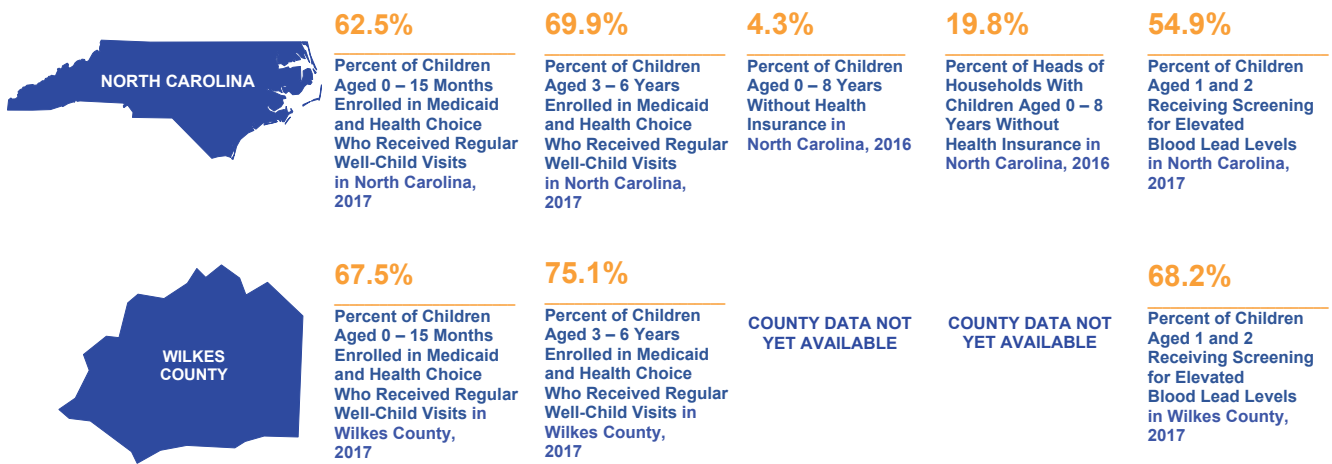 NORTH CAROLINA
62.5%
Percent of Children
Aged 0 – 15 Months
Enrolled in Medicaid
and Health Choice
Who Received Regular
Well-Child Visits
in North Carolina,
2017
69.9%
Percent of Children
Aged 3 – 6 Years
Enrolled in Medicaid
and Health Choice
Who Received Regular
Well-Child Visits
in North Carolina,
2017
4.3%
Percent of Children
Aged 0 – 8 Years
Without Health
Insurance in
North Carolina, 2016
19.8%
Percent of Heads of
Households With
Children Aged 0 – 8
Years Without
Health Insurance in
North Carolina, 2016
54.9%
Percent of Children
Aged 1 and 2
Receiving Screening
for Elevated
Blood Lead Levels
in North Carolina,
2017
WILKES
COUNTY
67.5%
Percent of Children
Aged 0 – 15 Months
Enrolled in Medicaid
and Health Choice
Who Received Regular
Well-Child Visits in
Wilkes County,
2017
75.1%
Percent of Children
Aged 3 – 6 Years
Enrolled in Medicaid
and Health Choice
Who Received Regular
Well-Child Visits in
Wilkes County,
2017
COUNTY DATA NOT
YET AVAILABLE
COUNTY DATA NOT
YET AVAILABLE
68.2%
Percent of Children
Aged 1 and 2
Receiving Screening
for Elevated
Blood Lead Levels
in Wilkes County,
2017